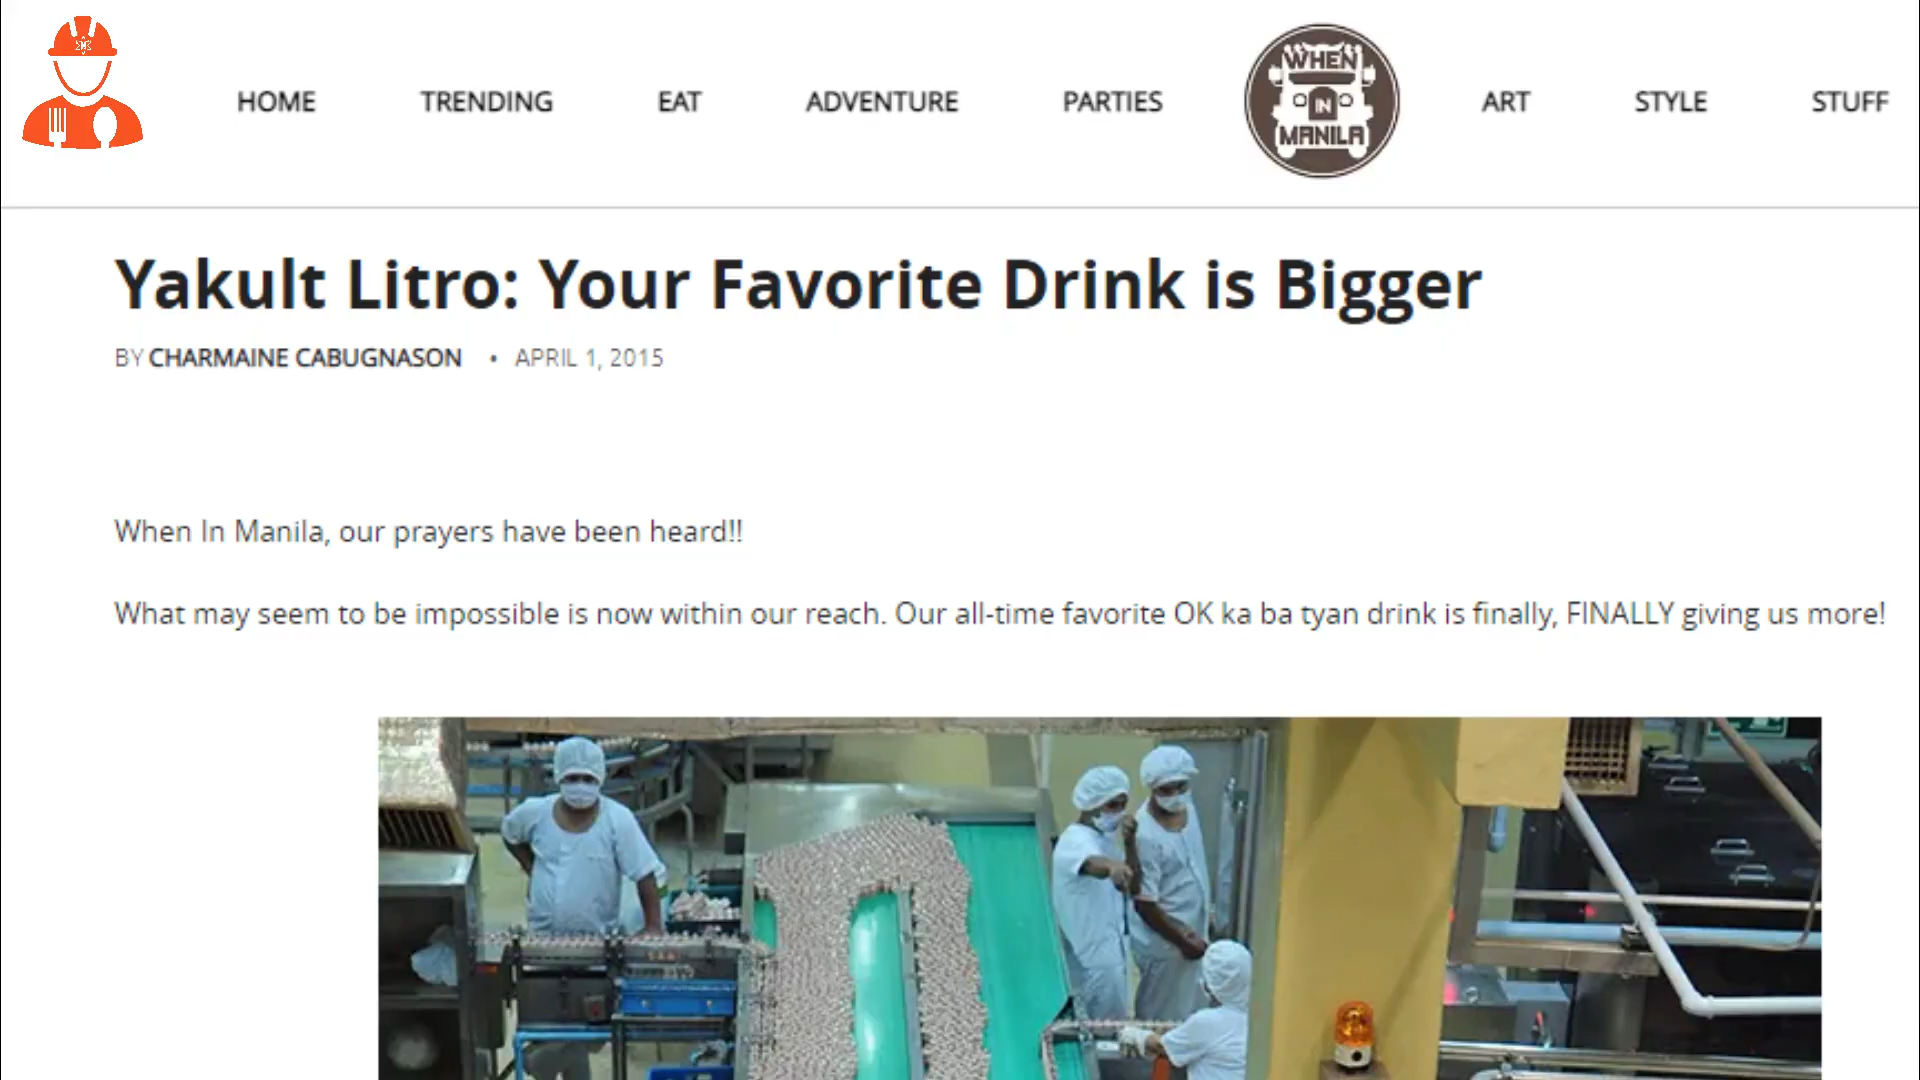 HOME TRENDING EAT ADVENTURE PARTIES WHEN IN MANILA ART STYLE STUFF
Yakult Litro: Your Favorite Drink is Bigger
BY CHARMAINE CABUGNASON • APRIL 1, 2015
When In Manila, our prayers have been heard!!
What may seem to be impossible is now within our reach. Our all-time favorite OK ka ba tyan drink is finally, FINALLY giving us more!